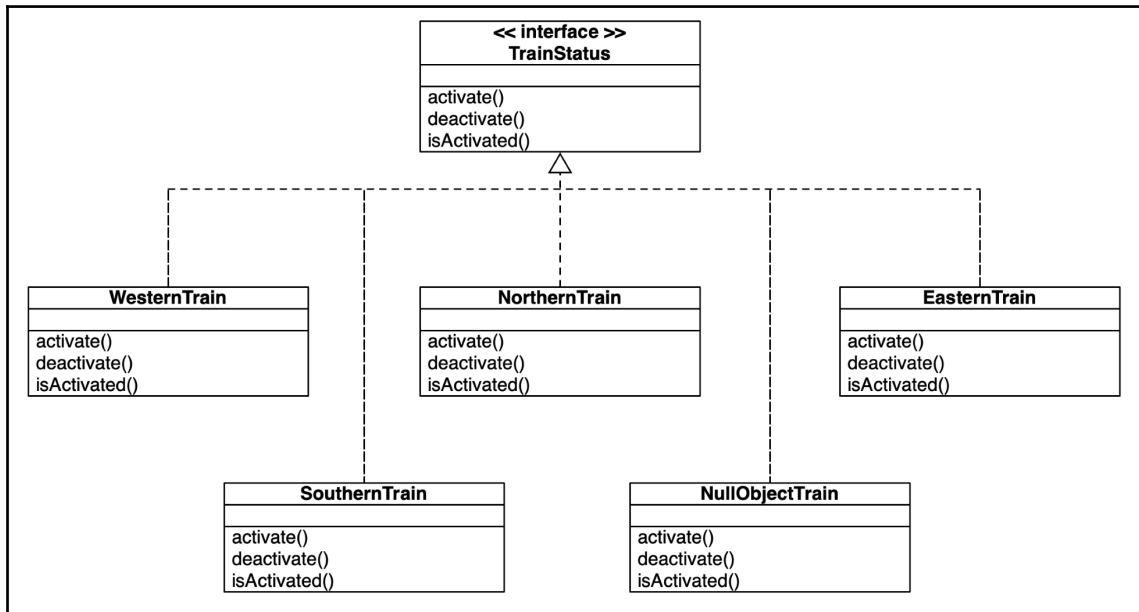 << interface >>
TrainStatus
activate()
deactivate()
isActivated()
WesternTrain
activate()
deactivate()
isActivated()
NorthernTrain
activate()
deactivate()
isActivated()
EasternTrain
activate()
deactivate()
isActivated()
SouthernTrain
activate()
deactivate()
isActivated()
NullObjectTrain
activate()
deactivate()
isActivated()